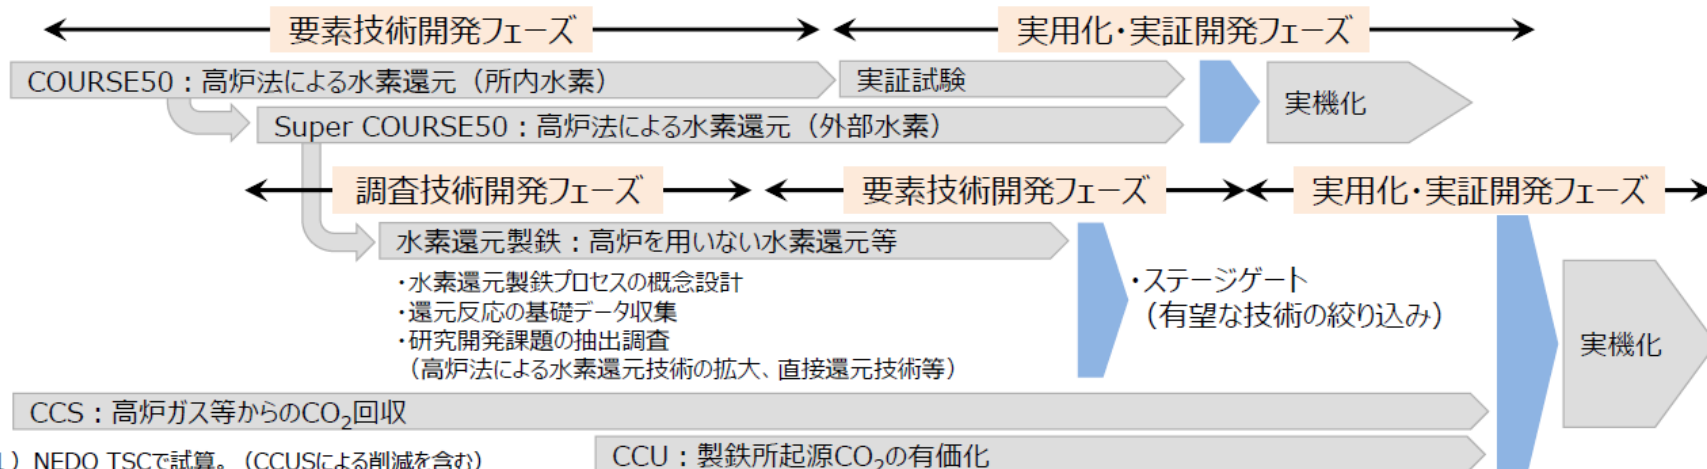 要素技術開発フェーズ
実用化・実証開発フェーズ
COURSE50：高炉法による水素還元（所内水素）
実証試験
実機化
Super COURSE50：高炉法による水素還元（外部水素）
調査技術開発フェーズ
要素技術開発フェーズ
実用化・実証開発フェーズ
水素還元製鉄：高炉を用いない水素還元等
・水素還元製鉄プロセスの概念設計
・還元反応の基礎データ収集
・研究開発課題の抽出調査
（高炉法による水素還元技術の拡大、直接還元技術等）
・ステージゲート
（有望な技術の絞り込み）
実機化
CCS：高炉ガス等からのCO₂回収
CCU：製鉄所起源CO₂の有価化
）NEDO TSCで試算。（CCUSによる削減を含む）